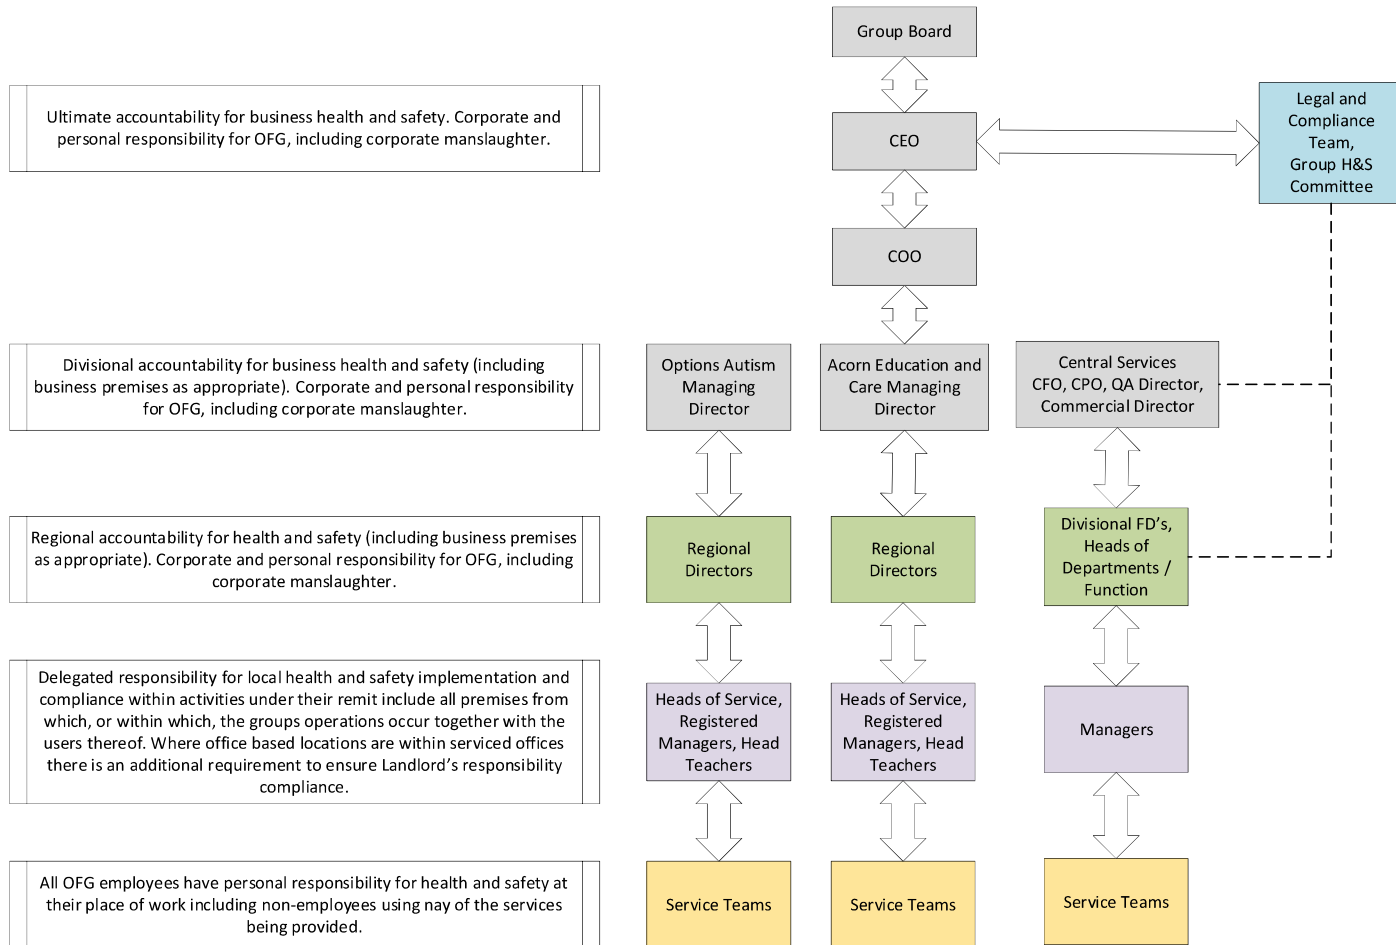 Group Board
Ultimate accountability for business health and safety. Corporate and
personal responsibility for OFG, including corporate manslaughter.
CEO
Legal and
Compliance
Team,
Group H&S
Committee
COO
Divisional accountability for business health and safety (including
business premises as appropriate). Corporate and personal responsibility
for OFG, including corporate manslaughter.
Options Autism
Managing
Director
Acorn Education and
Care Managing
Director
Central Services
CFO, CPO, QA Director,
Commercial Director
Regional accountability for health and safety (including business premises
as appropriate). Corporate and personal responsibility for OFG, including
corporate manslaughter.
Regional
Directors
Regional
Directors
Divisional FD’s,
Heads of
Departments /
Function
Delegated responsibility for local health and safety implementation and
compliance within activities under their remit include all premises from
which, or within which, the groups operations occur together with the
users thereof. Where office based locations are within serviced offices
there is an additional requirement to ensure Landlord’s responsibility
compliance.
Heads of Service,
Registered
Managers, Head
Teachers
Heads of Service,
Registered
Managers, Head
Teachers
Managers
All OFG employees have personal responsibility for health and safety at
their place of work including non-employees using nay of the services
being provided.
Service Teams
Service Teams
Service Teams